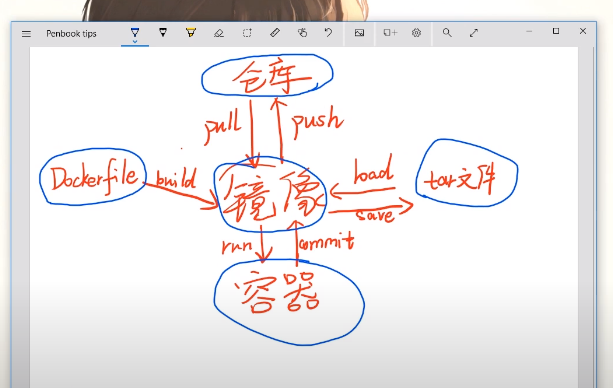 Penbook tips
仓库
pull
push
Dockerfile
build
镜像
load
save
tar文件
run
commit
容器